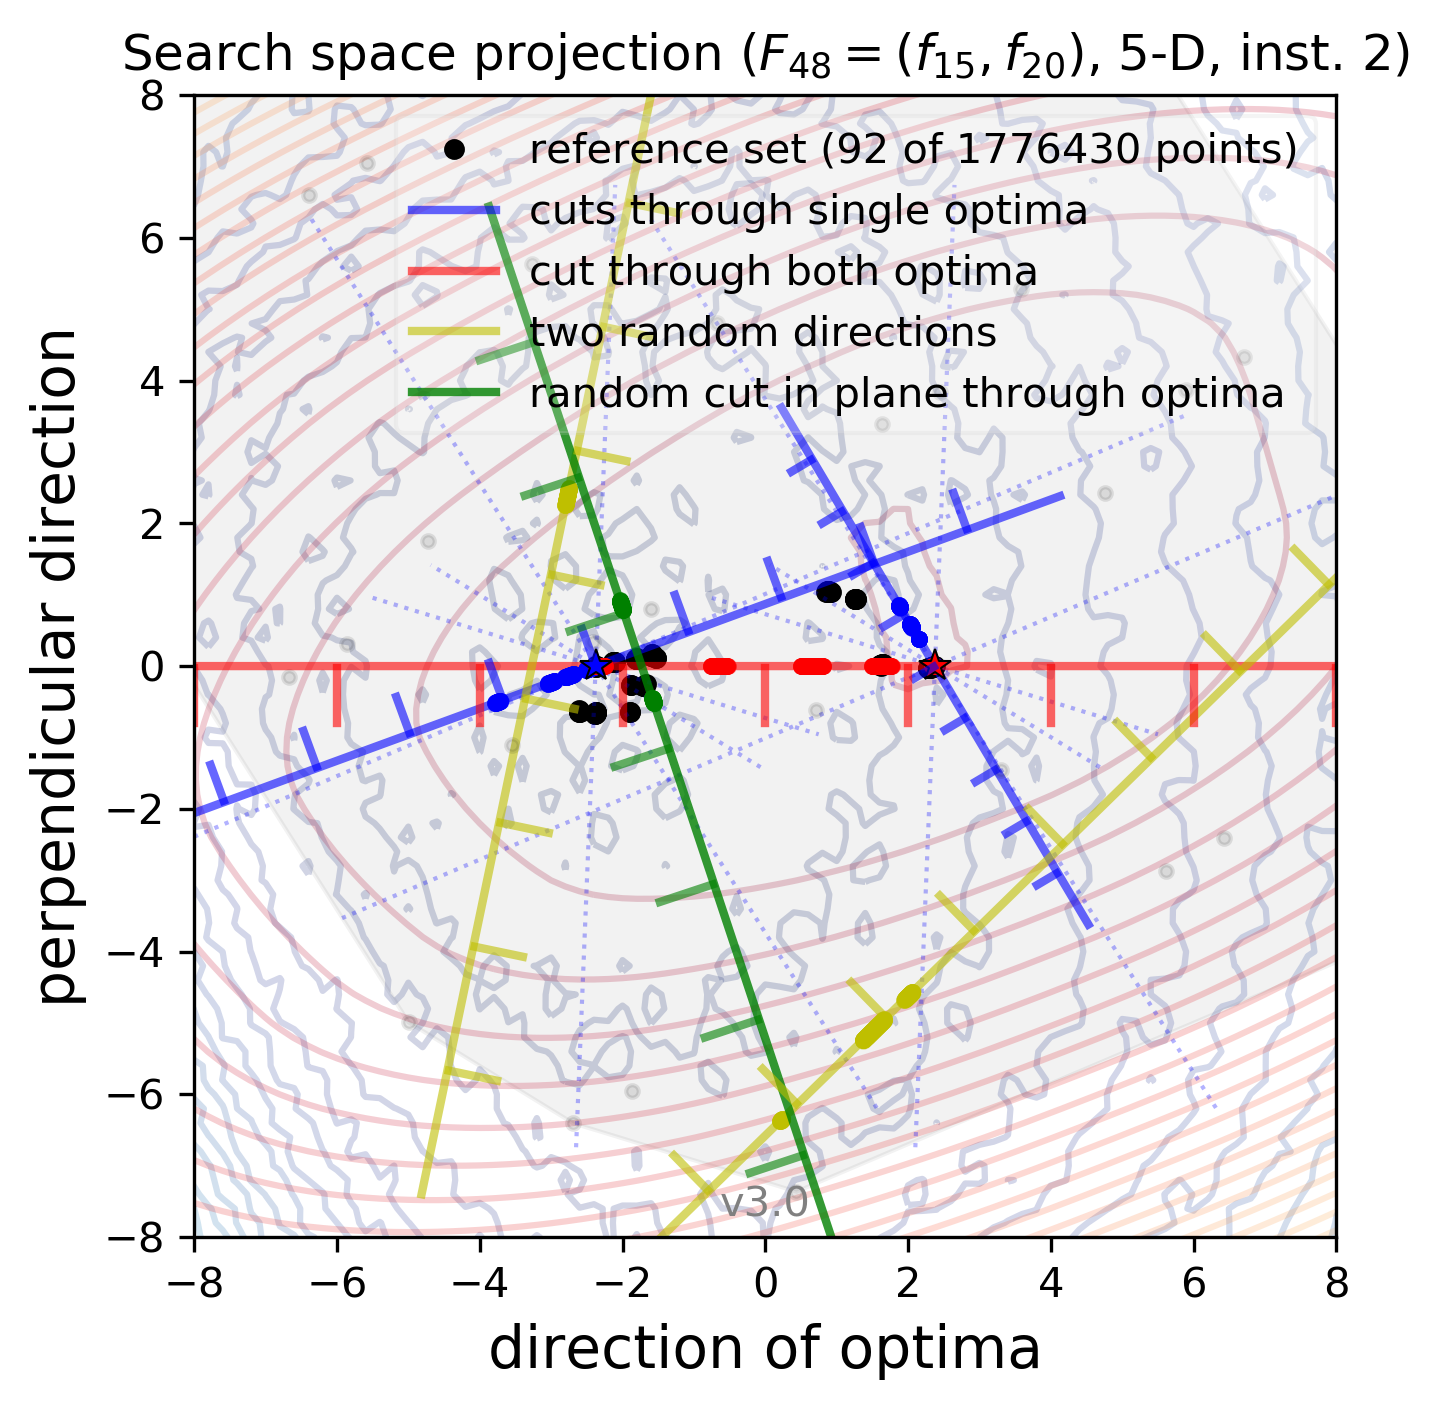 Search space projection (F₄₈ = (f₁₅, f₂₀), 5-D, inst. 2)
8
6
4
2
0
−2
−4
−6
−8
perpendicular direction
reference set (92 of 1776430 points)
cuts through single optima
cut through both optima
two random directions
random cut in plane through optima
v3.0
−8 −6 −4 −2 0 2 4 6 8
direction of optima